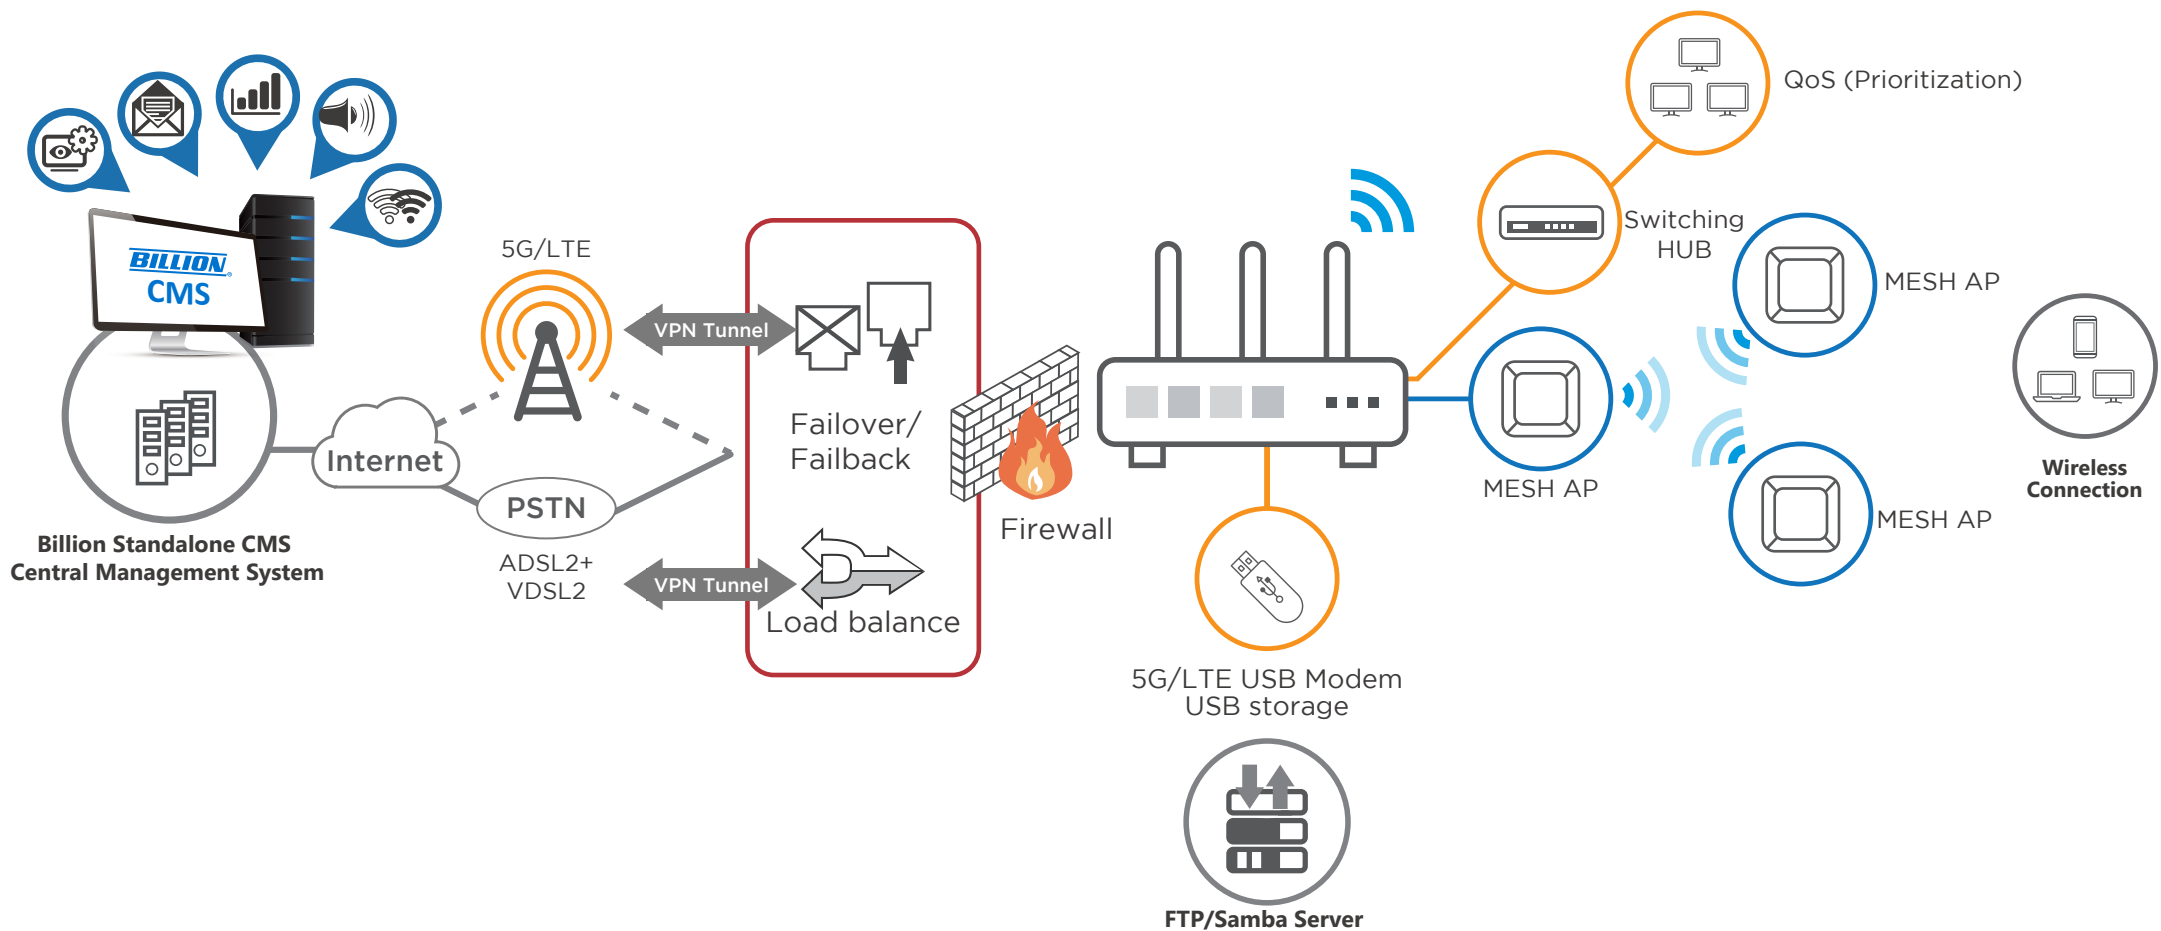 BILLION®
CMS
Billion Standalone CMS
Central Management System
Internet
5G/LTE
PSTN
ADSL2+
VDSL2
VPN Tunnel
VPN Tunnel
Failover/
Failback
Load balance
Firewall
5G/LTE USB Modem
USB storage
FTP/Samba Server
QoS (Prioritization)
Switching
HUB
MESH AP
MESH AP
MESH AP
Wireless
Connection